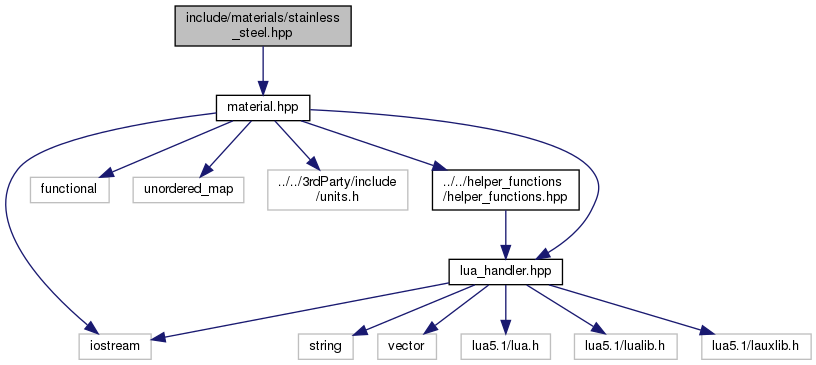 include/materials/stainless
_steel.hpp
material.hpp
functional
unordered_map
../../3rdParty/include
/units.h
../../helper_functions
/helper_functions.hpp
lua_handler.hpp
iostream
string
vector
lua5.1/lua.h
lua5.1/lualib.h
lua5.1/lauxlib.h